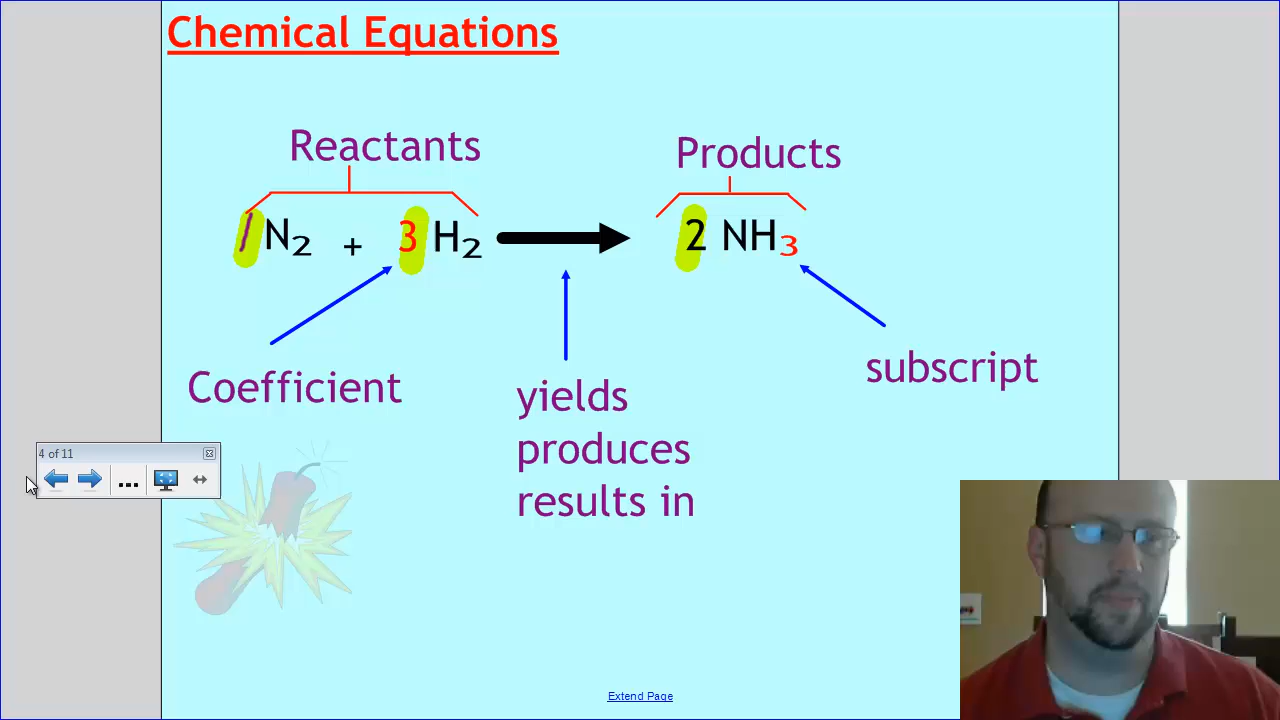 Chemical Equations
Reactants
Products
1 N₂ + 3 H₂ 2 NH₃
Coefficient
yields
produces
results in
subscript
4 of 11
...
Extend Page